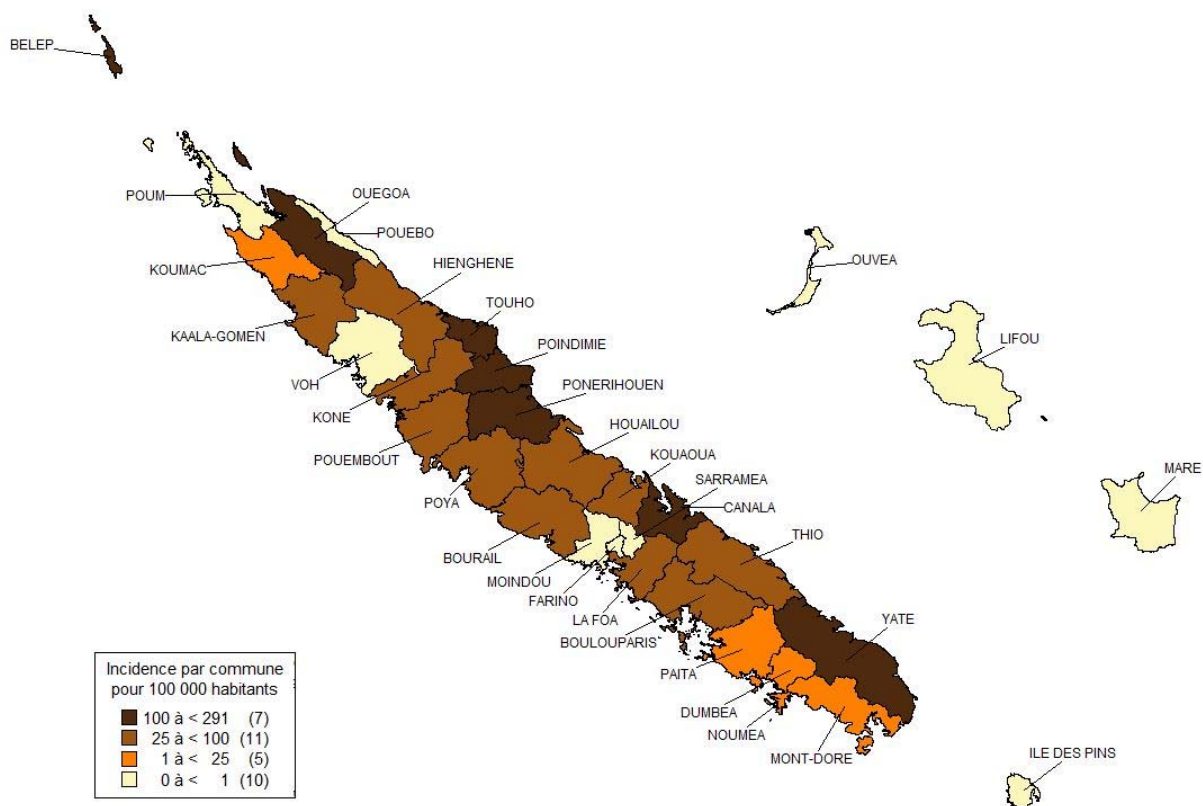 BELEP
POUM
OUEGOA
POUEBO
KOUMAC
HIENGHENE
OUVEA
TOUHO
KAALA-GOMEN
LIFOU
POINDIMIE
VOH
PONERIHOUEN
KONE
HOUAILOU
POUEMBOUT
KOUAOUA
SARRAMEA
MARE
POYA
CANALA
THIO
BOURAIL
MOINDOU
FARINO
LA FOA
YATE
BOULOUPARIS
PAITA
DUMBEA
NOUMEA
MONT-DORE
ILE DES PINS
Incidence par commune
pour 100 000 habitants
100 à < 291 (7)
25 à < 100 (11)
1 à < 25 (5)
0 à < 1 (10)